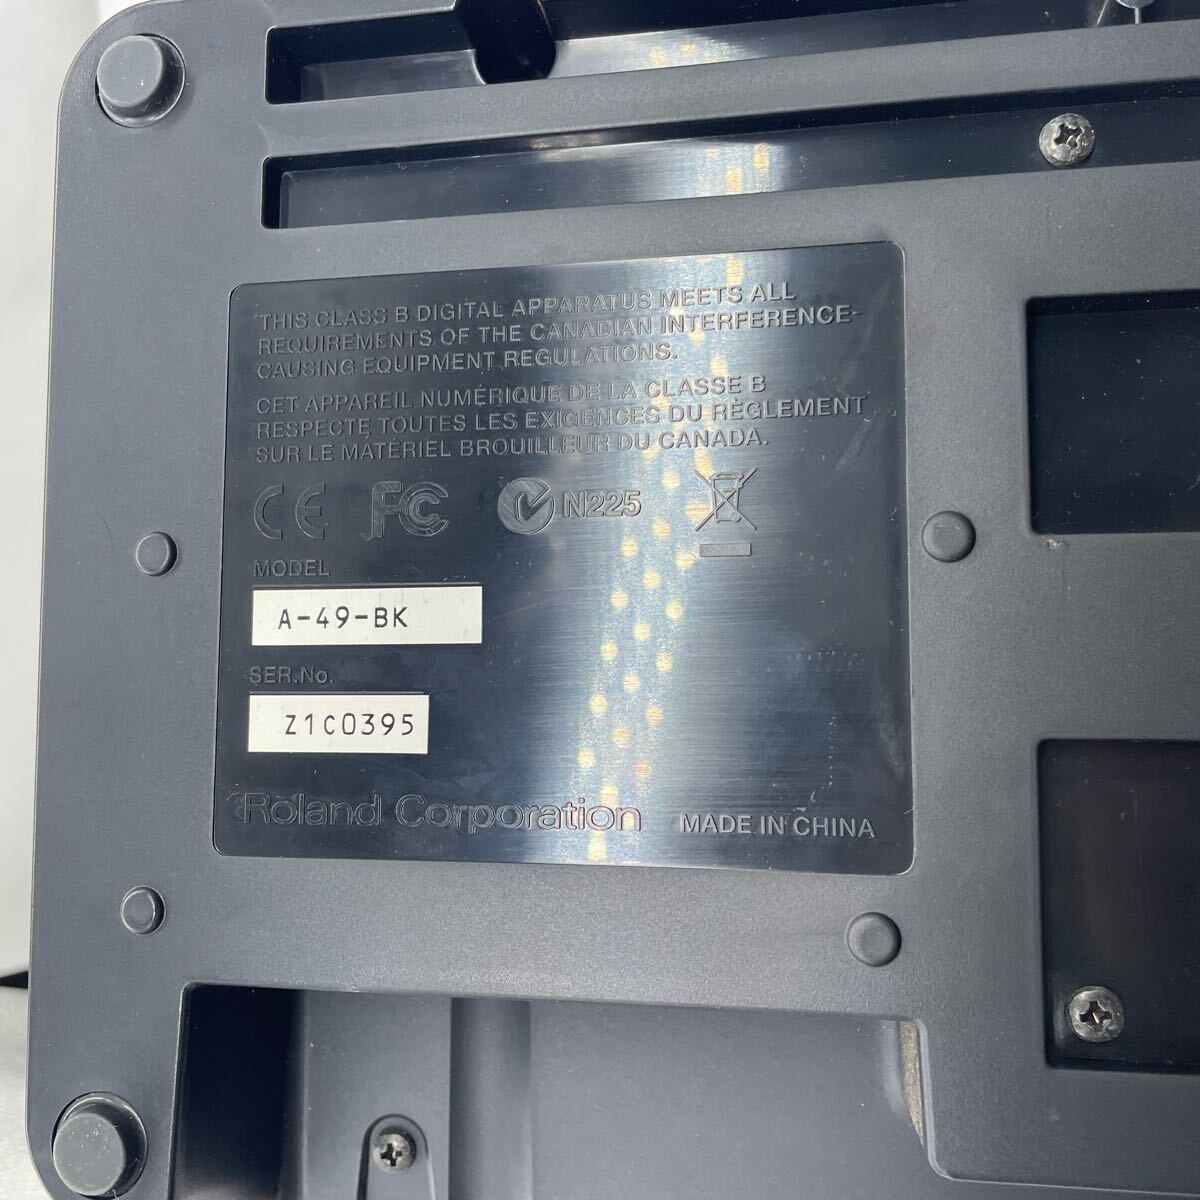 THIS CLASS B DIGITAL APPARATUS MEETS ALL
REQUIREMENTS OF THE CANADIAN INTERFERENCE-
CAUSING EQUIPMENT REGULATIONS.
CET APPAREIL NUMÉRIQUE DE LA CLASSE B
RESPECTE TOUTES LES EXIGENCES DU RÈGLEMENT
SUR LE MATÉRIEL BROUILLEUR DU CANADA.
CE FC N225
MODEL
A-49-BK
SER.No.
Z1C0395
Roland Corporation MADE IN CHINA